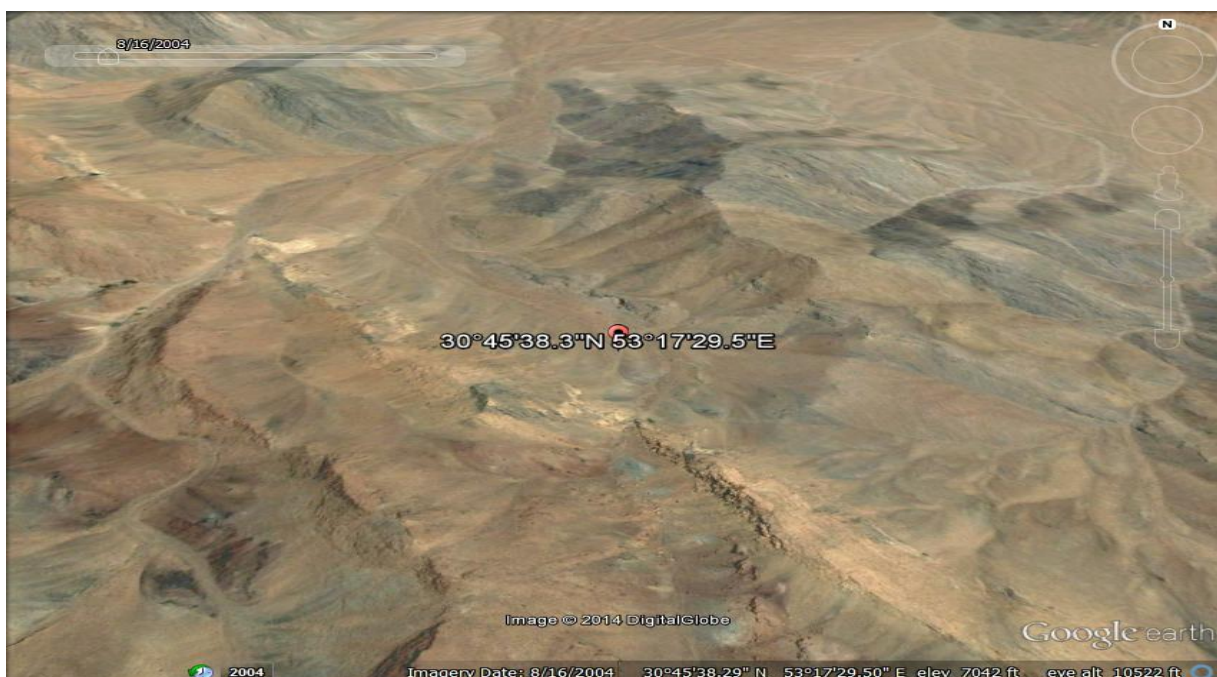 N
8/16/2004
30°45'38.3"N 53°17'29.5"E
Image © 2014 DigitalGlobe
Google earth
2004 Imagery Date: 8/16/2004 30°45'38.29" N 53°17'29.50" E elev 7042 ft eye alt 10522 ft